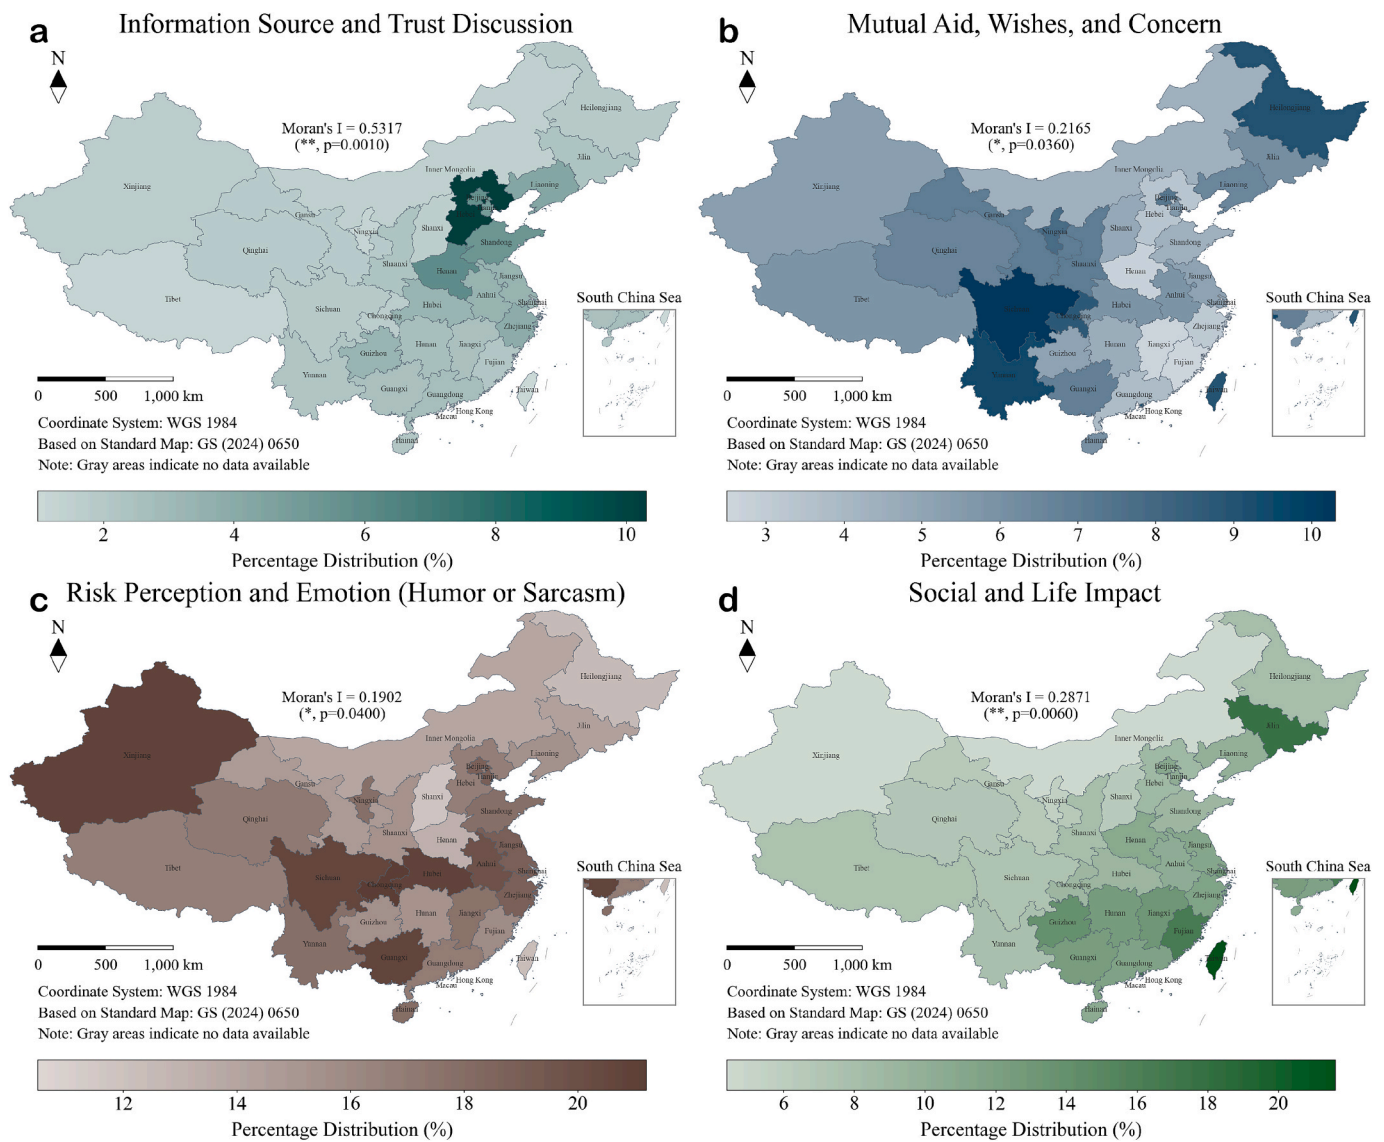 a
Information Source and Trust Discussion
N
Moran's I = 0.5317
(**, p=0.0010)
Heilongjiang
Jilin
Liaoning
Inner Mongolia
Xinjiang
Gansu
Ningxia
Shanxi
Shandong
Qinghai
Shaanxi
Henan
Jiangsu
Tibet
Sichuan
Chongqing
Hubei
Anhui
Shanghai
Zhejiang
Guizhou
Hunan
Jiangxi
Fujian
Yunnan
Guangxi
Guangdong
Taiwan
Macau
Hong Kong
Hainan
South China Sea
0 500 1,000 km
Coordinate System: WGS 1984
Based on Standard Map: GS (2024) 0650
Note: Gray areas indicate no data available
2 4 6 8 10
Percentage Distribution (%)
b
Mutual Aid, Wishes, and Concern
N
Moran's I = 0.2165
(*, p=0.0360)
Heilongjiang
Jilin
Liaoning
Inner Mongolia
Beijing
Tianjin
Hebei
Xinjiang
Gansu
Ningxia
Shanxi
Shandong
Qinghai
Shaanxi
Henan
Jiangsu
Tibet
Sichuan
Chongqing
Hubei
Anhui
Shanghai
Zhejiang
Guizhou
Hunan
Jiangxi
Fujian
Yunnan
Guangxi
Guangdong
Taiwan
Macau
Hong Kong
Hainan
South China Sea
0 500 1,000 km
Coordinate System: WGS 1984
Based on Standard Map: GS (2024) 0650
Note: Gray areas indicate no data available
3 4 5 6 7 8 9 10
Percentage Distribution (%)
c
Risk Perception and Emotion (Humor or Sarcasm)
N
Moran's I = 0.1902
(*, p=0.0400)
Heilongjiang
Jilin
Liaoning
Inner Mongolia
Beijing
Tianjin
Hebei
Xinjiang
Gansu
Ningxia
Shanxi
Shandong
Qinghai
Shaanxi
Henan
Jiangsu
Tibet
Sichuan
Chongqing
Hubei
Anhui
Shanghai
Zhejiang
Guizhou
Hunan
Jiangxi
Fujian
Yunnan
Guangxi
Guangdong
Taiwan
Macau
Hong Kong
Hainan
South China Sea
0 500 1,000 km
Coordinate System: WGS 1984
Based on Standard Map: GS (2024) 0650
Note: Gray areas indicate no data available
12 14 16 18 20
Percentage Distribution (%)
d
Social and Life Impact
N
Moran's I = 0.2871
(**, p=0.0060)
Heilongjiang
Jilin
Liaoning
Inner Mongolia
Beijing
Tianjin
Hebei
Xinjiang
Gansu
Ningxia
Shanxi
Shandong
Qinghai
Shaanxi
Henan
Jiangsu
Tibet
Sichuan
Chongqing
Hubei
Anhui
Shanghai
Zhejiang
Guizhou
Hunan
Jiangxi
Fujian
Yunnan
Guangxi
Guangdong
Macau
Hong Kong
Hainan
South China Sea
0 500 1,000 km
Coordinate System: WGS 1984
Based on Standard Map: GS (2024) 0650
Note: Gray areas indicate no data available
6 8 10 12 14 16 18 20
Percentage Distribution (%)